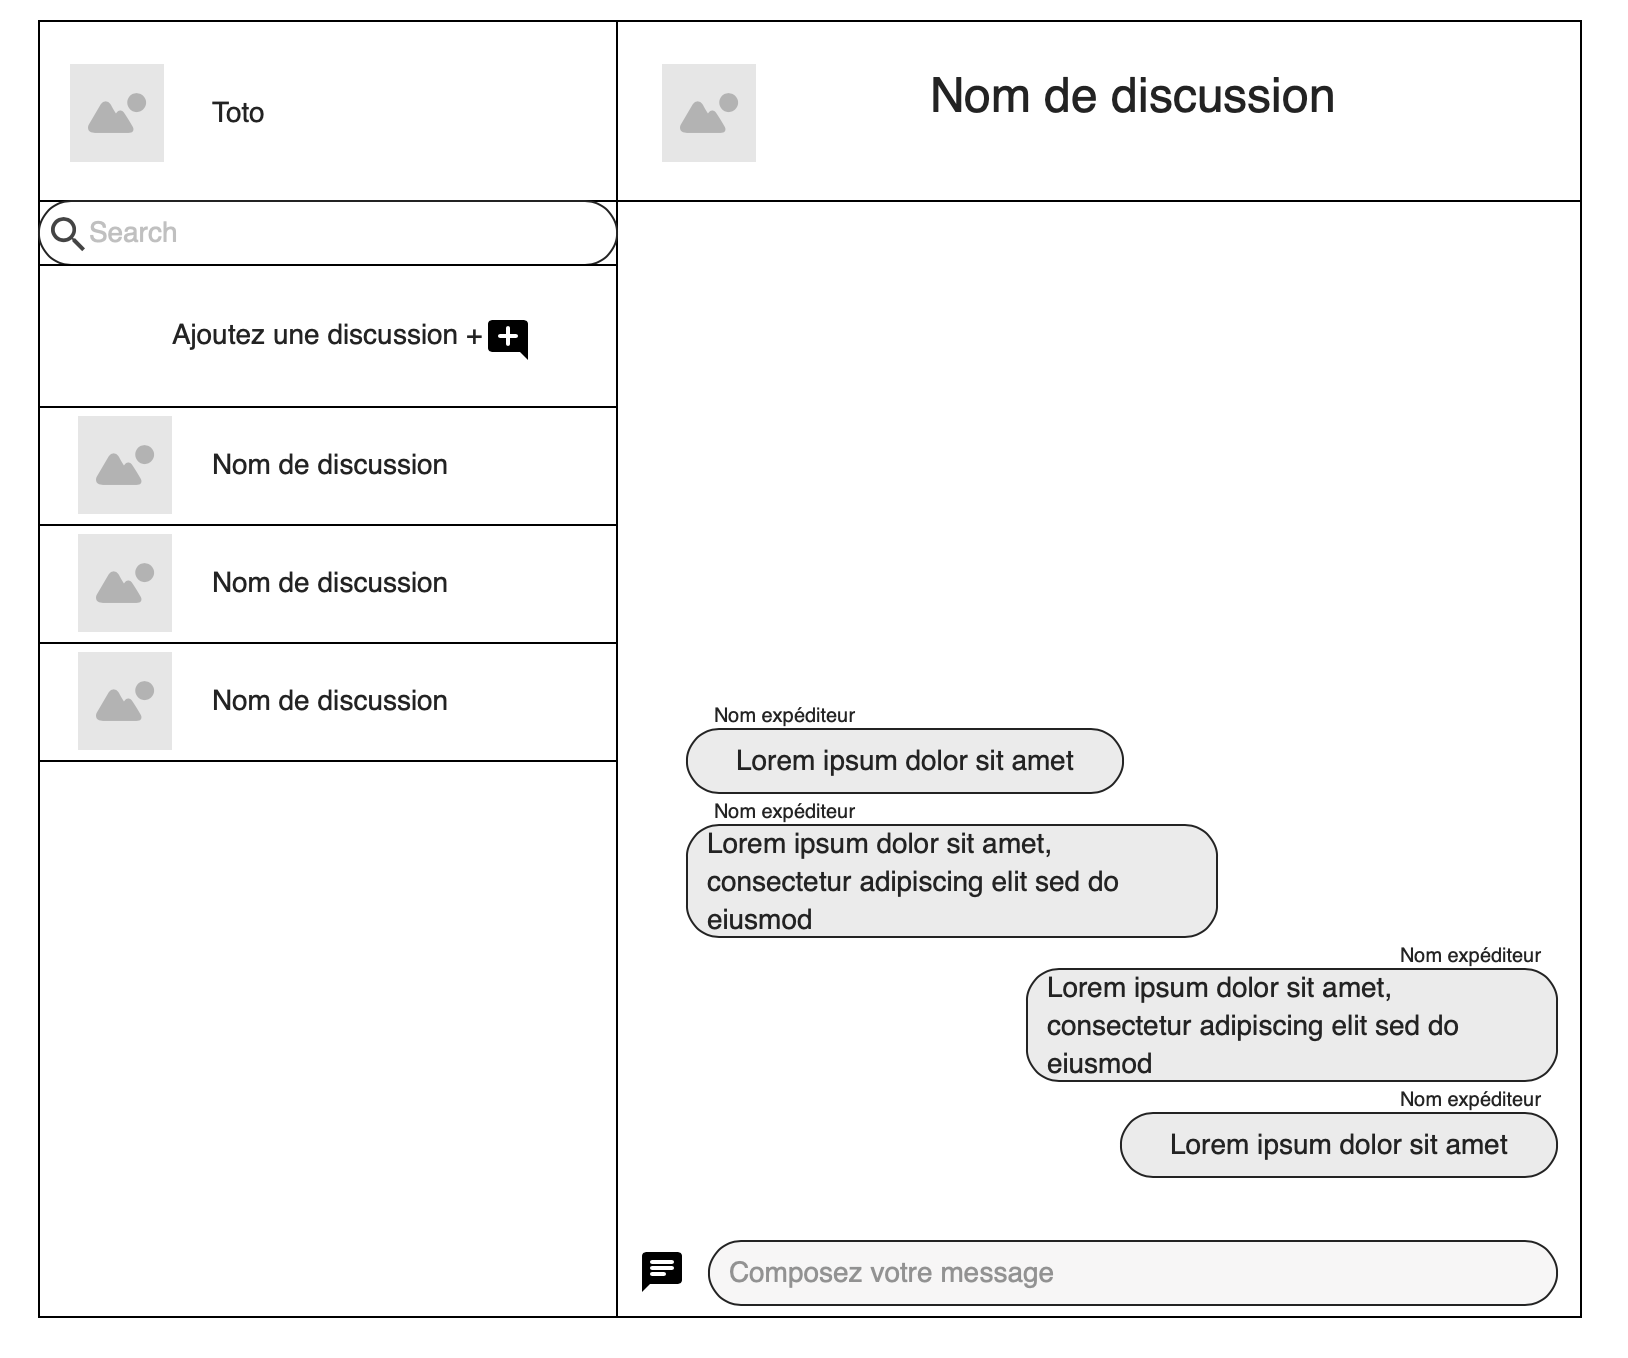 Toto
Search
Ajoutez une discussion +
Nom de discussion
Nom de discussion
Nom de discussion
Nom de discussion
Nom expéditeur
Lorem ipsum dolor sit amet
Nom expéditeur
Lorem ipsum dolor sit amet,
consectetur adipiscing elit sed do
eiusmod
Nom expéditeur
Lorem ipsum dolor sit amet,
consectetur adipiscing elit sed do
eiusmod
Nom expéditeur
Lorem ipsum dolor sit amet
Composez votre message